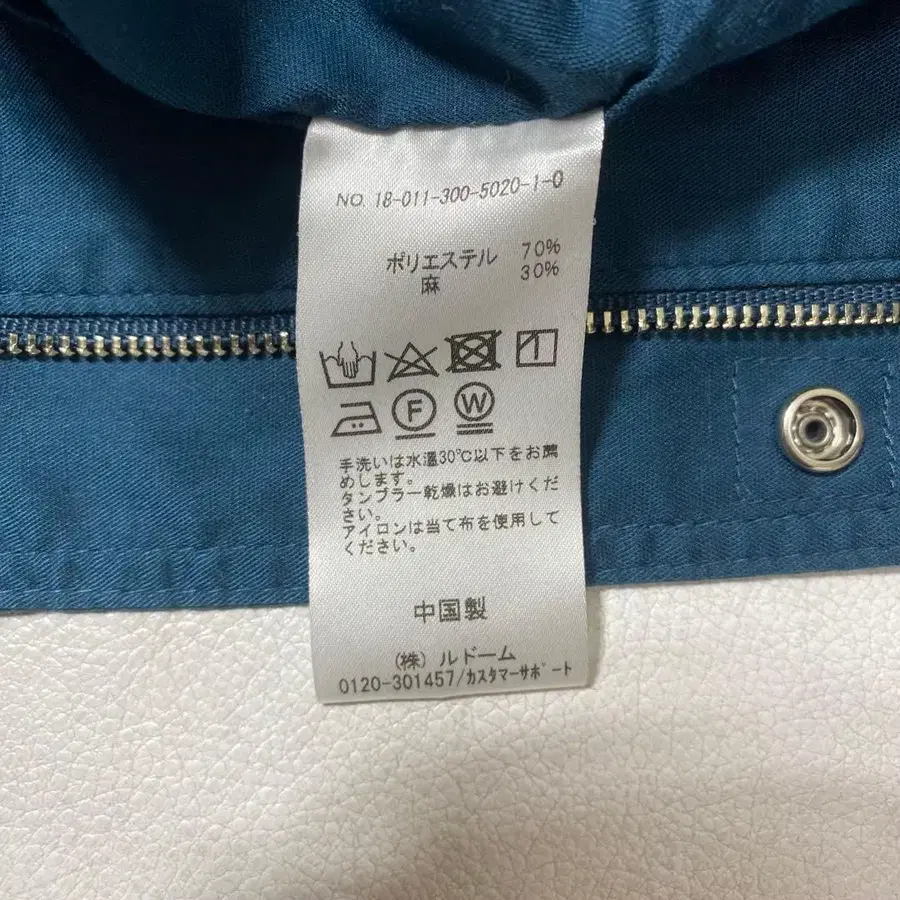 NO. 18-011-300-5020-1-0
ポリエステル 70%
麻 30%
F W
手洗いは水温30℃以下をお薦
めします。
タンブラー乾燥はお避けくだ
さい。
アイロンは当て布を使用して
ください。
中国製
(株) ルドーム
0120-301457/カスタマーサポート